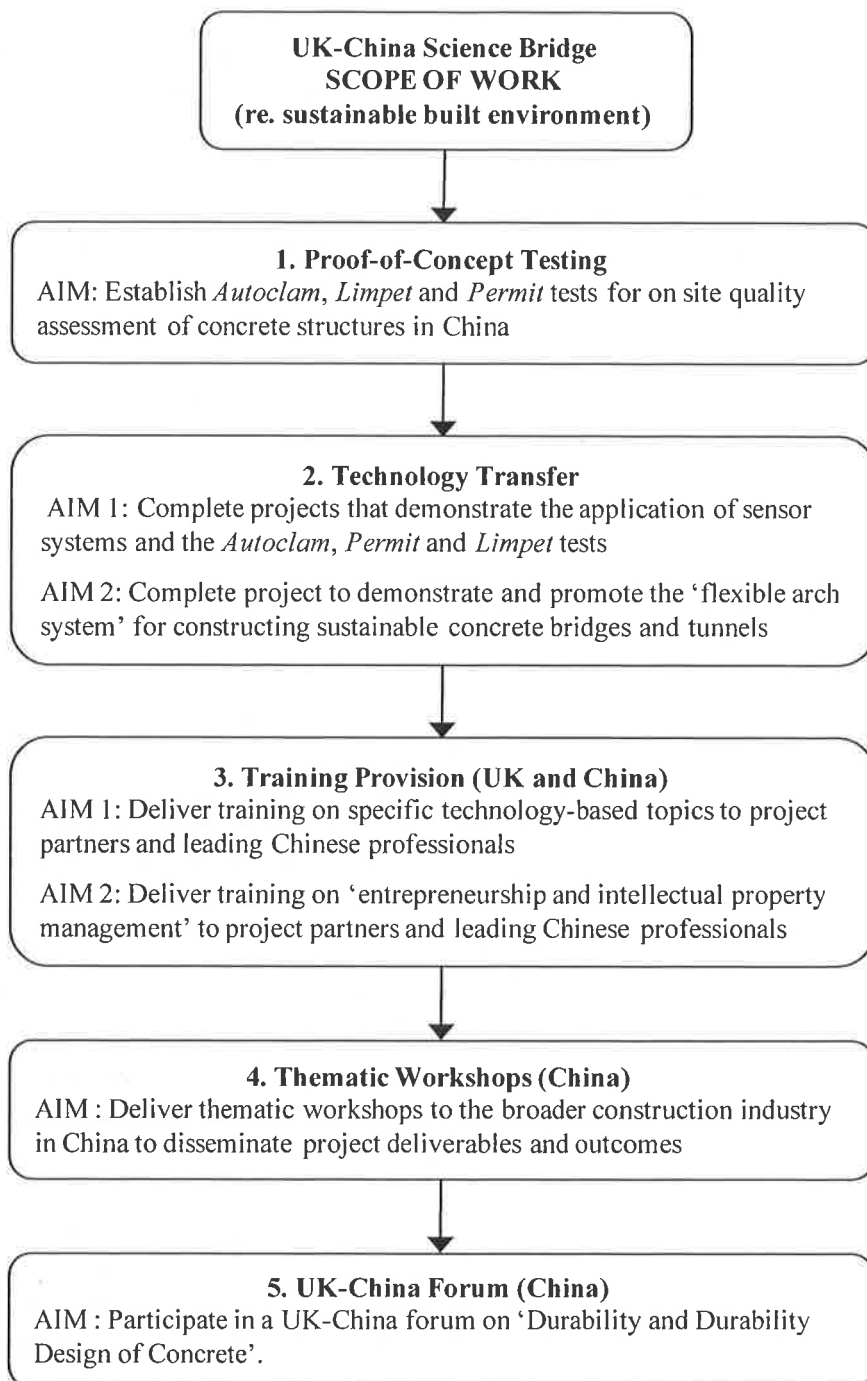 UK-China Science Bridge
SCOPE OF WORK
(re. sustainable built environment)
1. Proof-of-Concept Testing
AIM: Establish Autoclam, Limpet and Permit tests for on site quality
assessment of concrete structures in China
2. Technology Transfer
AIM 1: Complete projects that demonstrate the application of sensor
systems and the Autoclam, Permit and Limpet tests
AIM 2: Complete project to demonstrate and promote the ‘flexible arch
system’ for constructing sustainable concrete bridges and tunnels
3. Training Provision (UK and China)
AIM 1: Deliver training on specific technology-based topics to project
partners and leading Chinese professionals
AIM 2: Deliver training on ‘entrepreneurship and intellectual property
management’ to project partners and leading Chinese professionals
4. Thematic Workshops (China)
AIM : Deliver thematic workshops to the broader construction industry
in China to disseminate project deliverables and outcomes
5. UK-China Forum (China)
AIM : Participate in a UK-China forum on ‘Durability and Durability
Design of Concrete’.